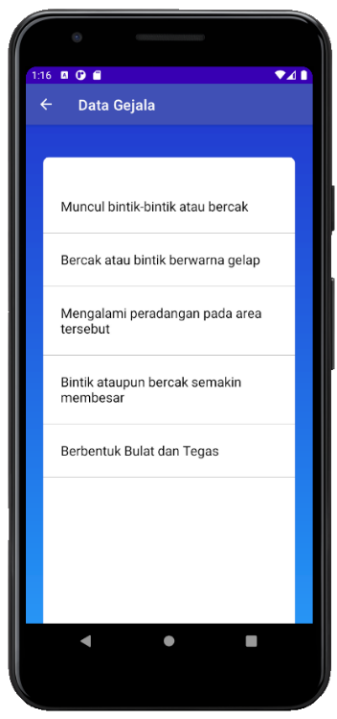 1:16
Data Gejala
Muncul bintik-bintik atau bercak
Bercak atau bintik berwarna gelap
Mengalami peradangan pada area
tersebut
Bintik ataupun bercak semakin
membesar
Berbentuk Bulat dan Tegas